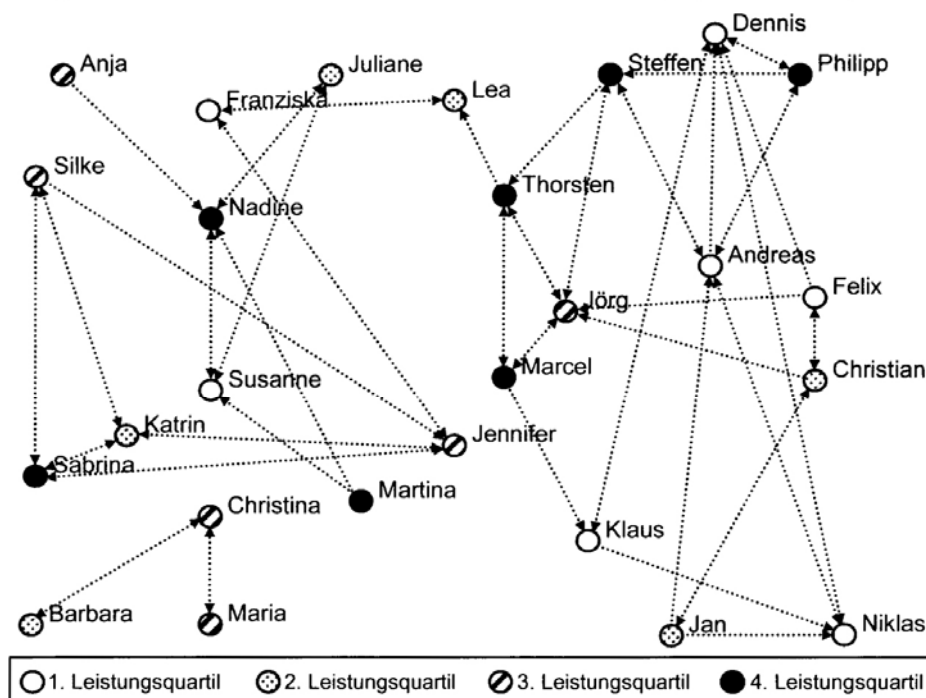 Dennis
Anja
Juliane
Steffen
Philipp
Franziska
Lea
Silke
Thorsten
Nadine
Andreas
Felix
Jörg
Marcel
Christian
Susanne
Katrin
Jennifer
Sabrina
Martina
Christina
Klaus
Barbara
Maria
Jan
Niklas
1. Leistungsquartil 2. Leistungsquartil 3. Leistungsquartil 4. Leistungsquartil